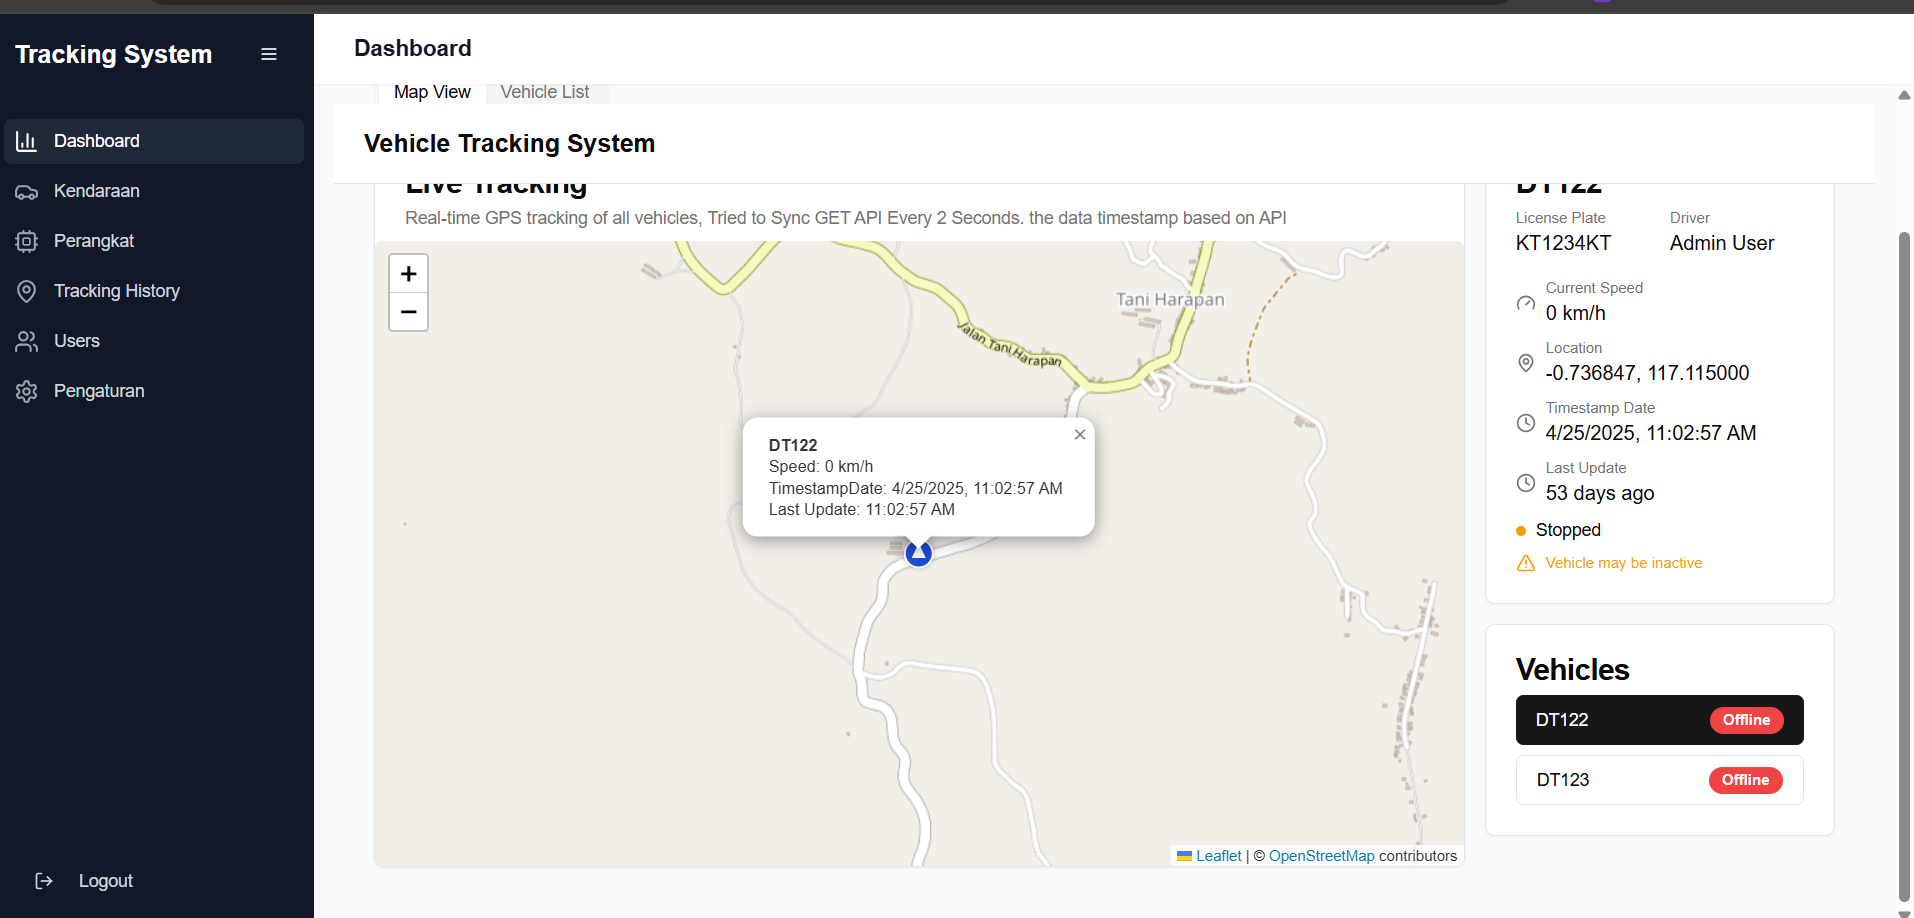 Tracking System
Dashboard
Kendaraan
Perangkat
Tracking History
Users
Pengaturan
Logout
Dashboard
Map View
Vehicle List
Vehicle Tracking System
Live Tracking
Real-time GPS tracking of all vehicles, Tried to Sync GET API Every 2 Seconds. the data timestamp based on API
+
−
Tani Harapan
Jalan Tani Harapan
DT122
Speed: 0 km/h
TimestampDate: 4/25/2025, 11:02:57 AM
Last Update: 11:02:57 AM
×
Leaflet | © OpenStreetMap contributors
DT122
License Plate
KT1234KT
Driver
Admin User
Current Speed
0 km/h
Location
-0.736847, 117.115000
Timestamp Date
4/25/2025, 11:02:57 AM
Last Update
53 days ago
Stopped
Vehicle may be inactive
Vehicles
DT122 Offline
DT123 Offline